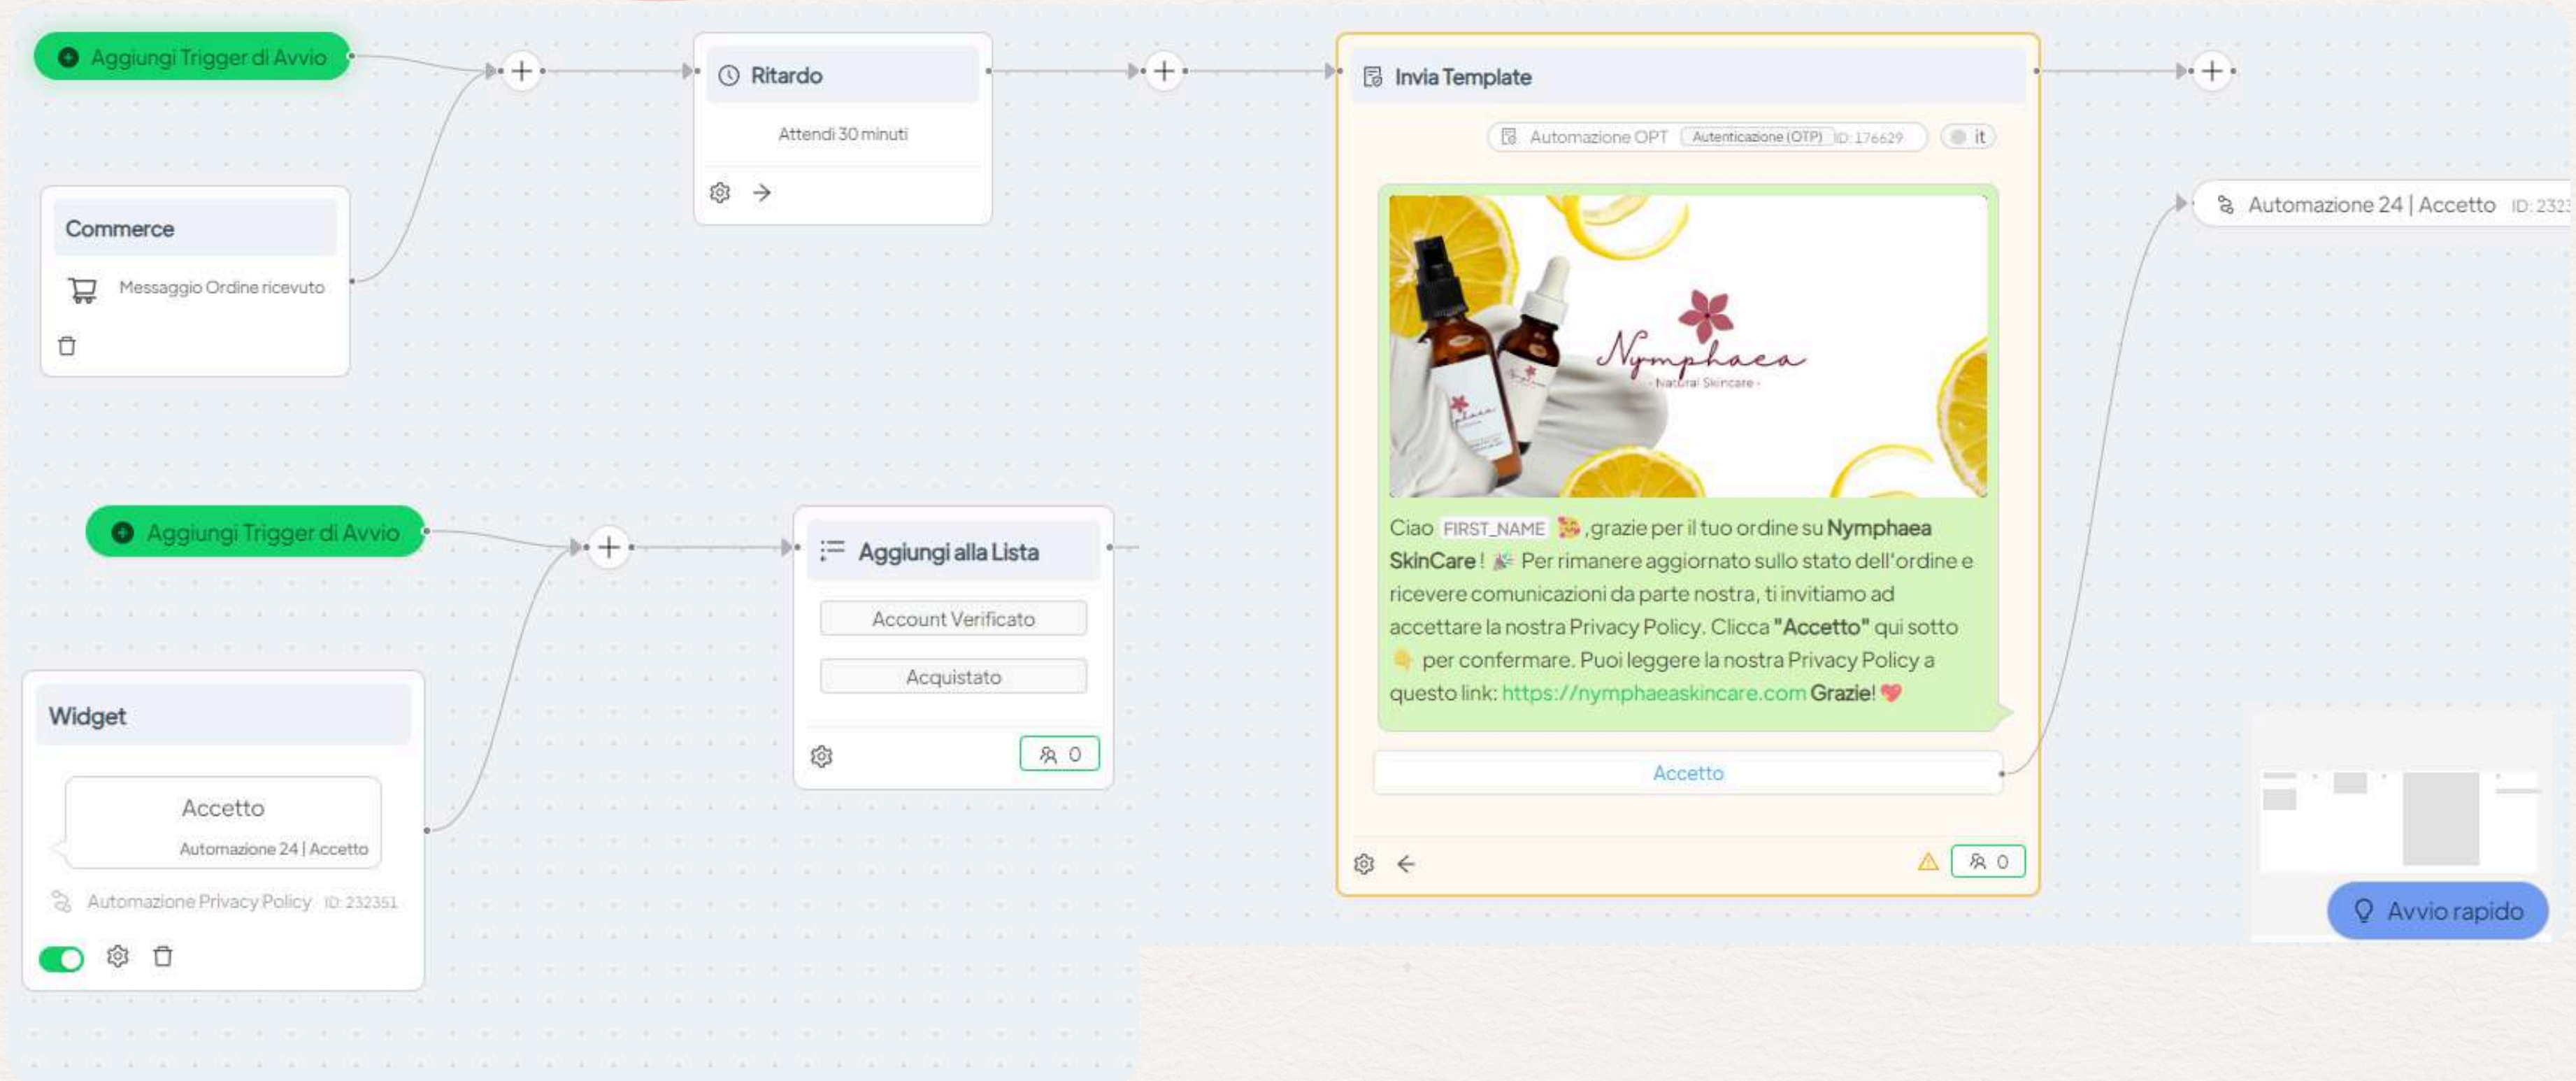 Aggiungi Trigger di Avvio
Commerce
Messaggio Ordine ricevuto
Ritardo
Attendi 30 minuti
Invia Template
Automazione OPT Autenticazione (OTP) ID: 176629 it
Nymphaea
- Natural Skincare -
Ciao FIRST_NAME 🥰 ,grazie per il tuo ordine su Nymphaea
SkinCare! 🎉 Per rimanere aggiornato sullo stato dell'ordine e
ricevere comunicazioni da parte nostra, ti invitiamo ad
accettare la nostra Privacy Policy. Clicca "Accetto" qui sotto
👇 per confermare. Puoi leggere la nostra Privacy Policy a
questo link: https://nymphaeaskincare.com Grazie! 💖
Accetto
0
Automazione 24 | Accetto ID: 232
Avvio rapido
Aggiungi Trigger di Avvio
Widget
Accetto
Automazione 24 | Accetto
Automazione Privacy Policy ID: 232351
Aggiungi alla Lista
Account Verificato
Acquistato
0